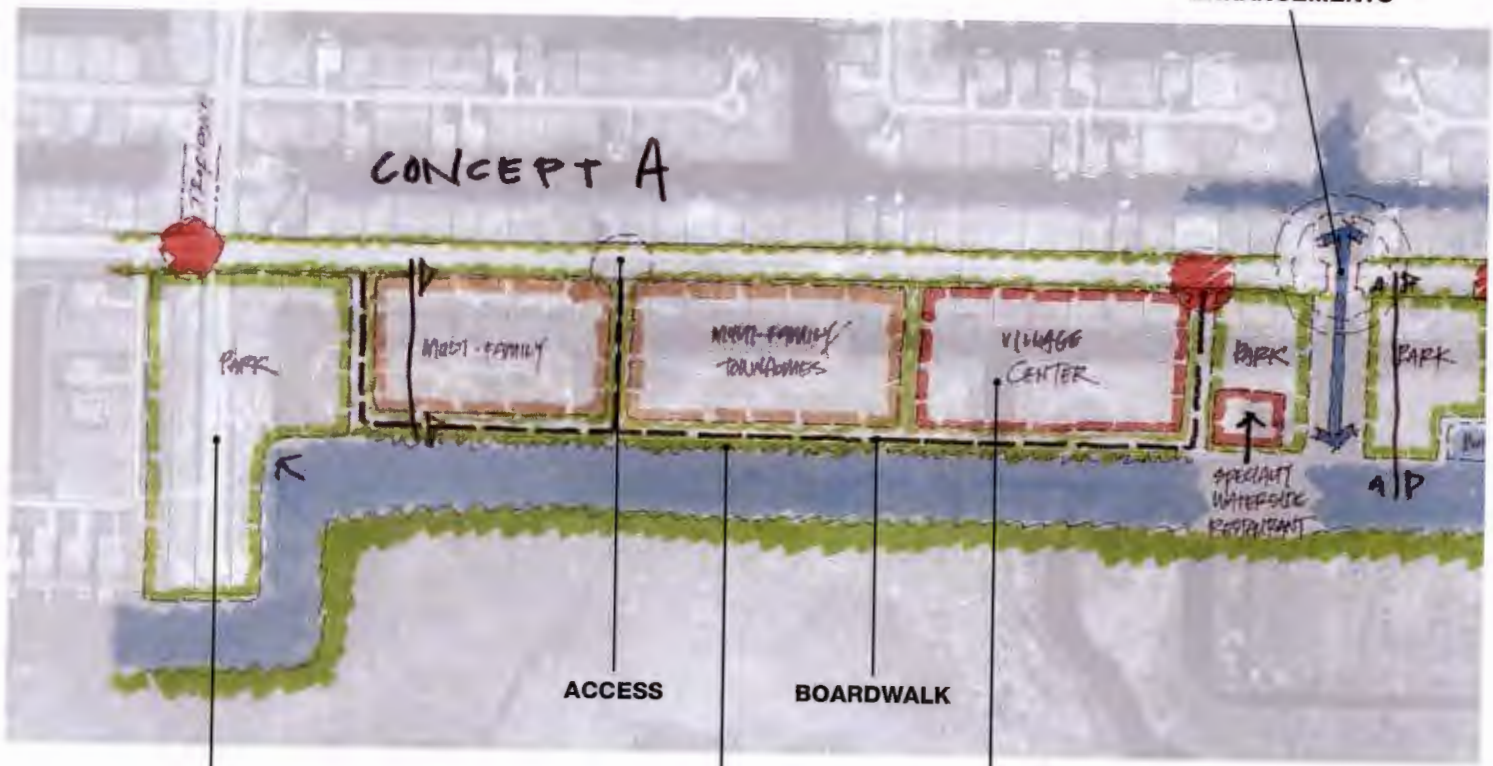 CONCEPT A
PARK
MULTI-FAMILY
MULTI-FAMILY/
TOWNHOMES
VILLAGE
CENTER
PARK
PARK
SPECIALTY
WATERSIDE
RESTAURANT
A
A
ACCESS
BOARDWALK